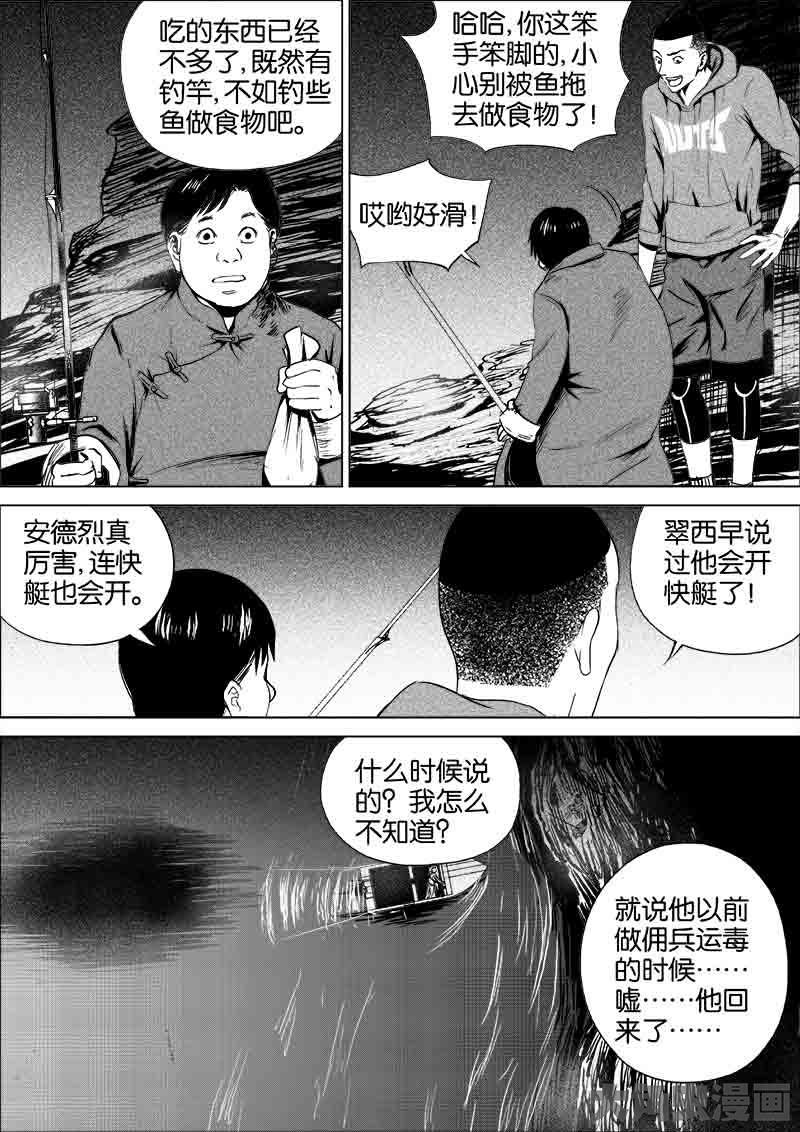 吃的东西已经
不多了,既然有
钓竿,不如钓些
鱼做食物吧。
哈哈,你这笨
手笨脚的,小
心别被鱼拖
去做食物了!
哎哟好滑!
安德烈真
厉害,连快
艇也会开。
翠西早说
过他会开
快艇了!
什么时候说
的?我怎么
不知道?
就说他以前
做佣兵运毒
的时候……
嘘……他回
来了……
漫画